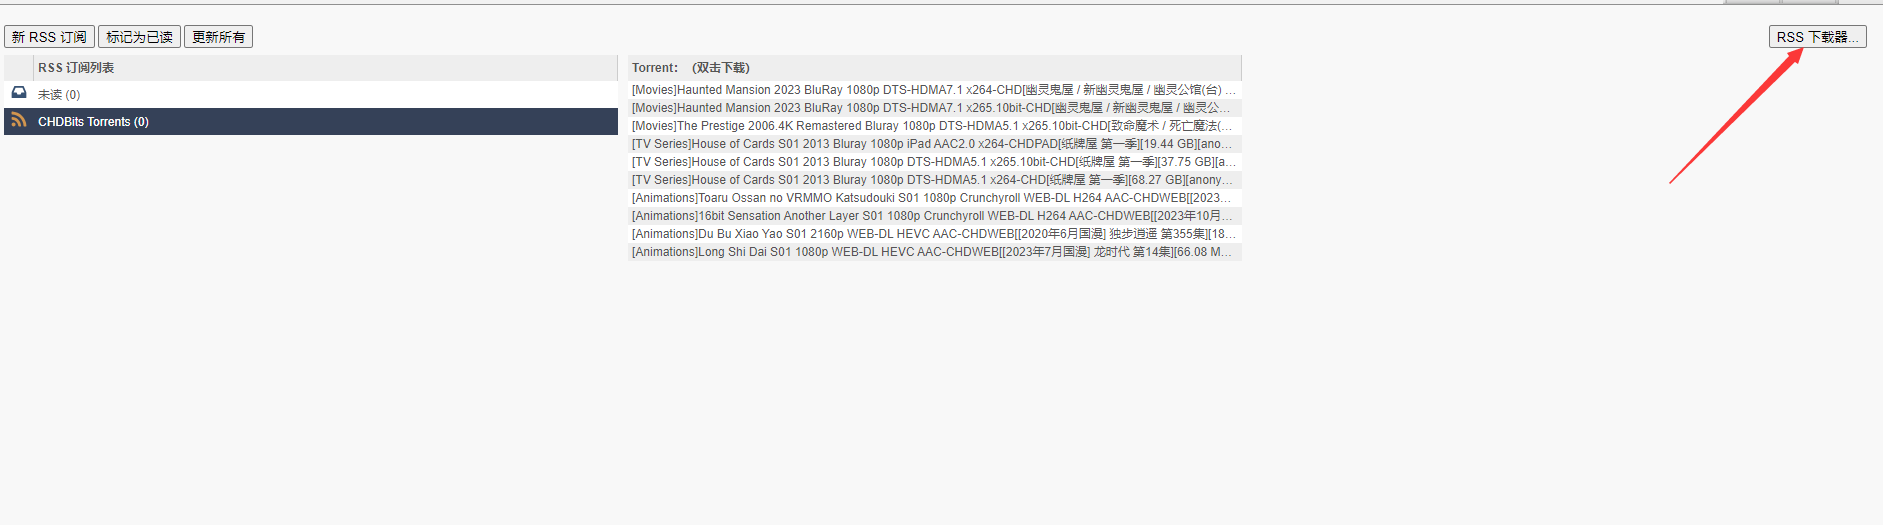 新 RSS 订阅 标记为已读 更新所有 RSS 下载器...
RSS 订阅列表
未读 (0)
CHDBits Torrents (0)
Torrent: (双击下载)
[Movies]Haunted Mansion 2023 BluRay 1080p DTS-HDMA7.1 x264-CHD[幽灵鬼屋 / 新幽灵鬼屋 / 幽灵公馆(台) ...
[Movies]Haunted Mansion 2023 BluRay 1080p DTS-HDMA7.1 x265.10bit-CHD[幽灵鬼屋 / 新幽灵鬼屋 / 幽灵公...
[Movies]The Prestige 2006.4K Remastered Bluray 1080p DTS-HDMA5.1 x265.10bit-CHD[致命魔术 / 死亡魔法(...
[TV Series]House of Cards S01 2013 Bluray 1080p iPad AAC2.0 x264-CHDPAD[纸牌屋 第一季][19.44 GB][ano...
[TV Series]House of Cards S01 2013 Bluray 1080p DTS-HDMA5.1 x265.10bit-CHD[纸牌屋 第一季][37.75 GB][a...
[TV Series]House of Cards S01 2013 Bluray 1080p DTS-HDMA5.1 x264-CHD[纸牌屋 第一季][68.27 GB][anony...
[Animations]Toaru Ossan no VRMMO Katsudouki S01 1080p Crunchyroll WEB-DL H264 AAC-CHDWEB[[2023...
[Animations]16bit Sensation Another Layer S01 1080p Crunchyroll WEB-DL H264 AAC-CHDWEB[[2023年10月...
[Animations]Du Bu Xiao Yao S01 2160p WEB-DL HEVC AAC-CHDWEB[[2020年6月国漫] 独步逍遥 第355集][18...
[Animations]Long Shi Dai S01 1080p WEB-DL HEVC AAC-CHDWEB[[2023年7月国漫] 龙时代 第14集][66.08 M...